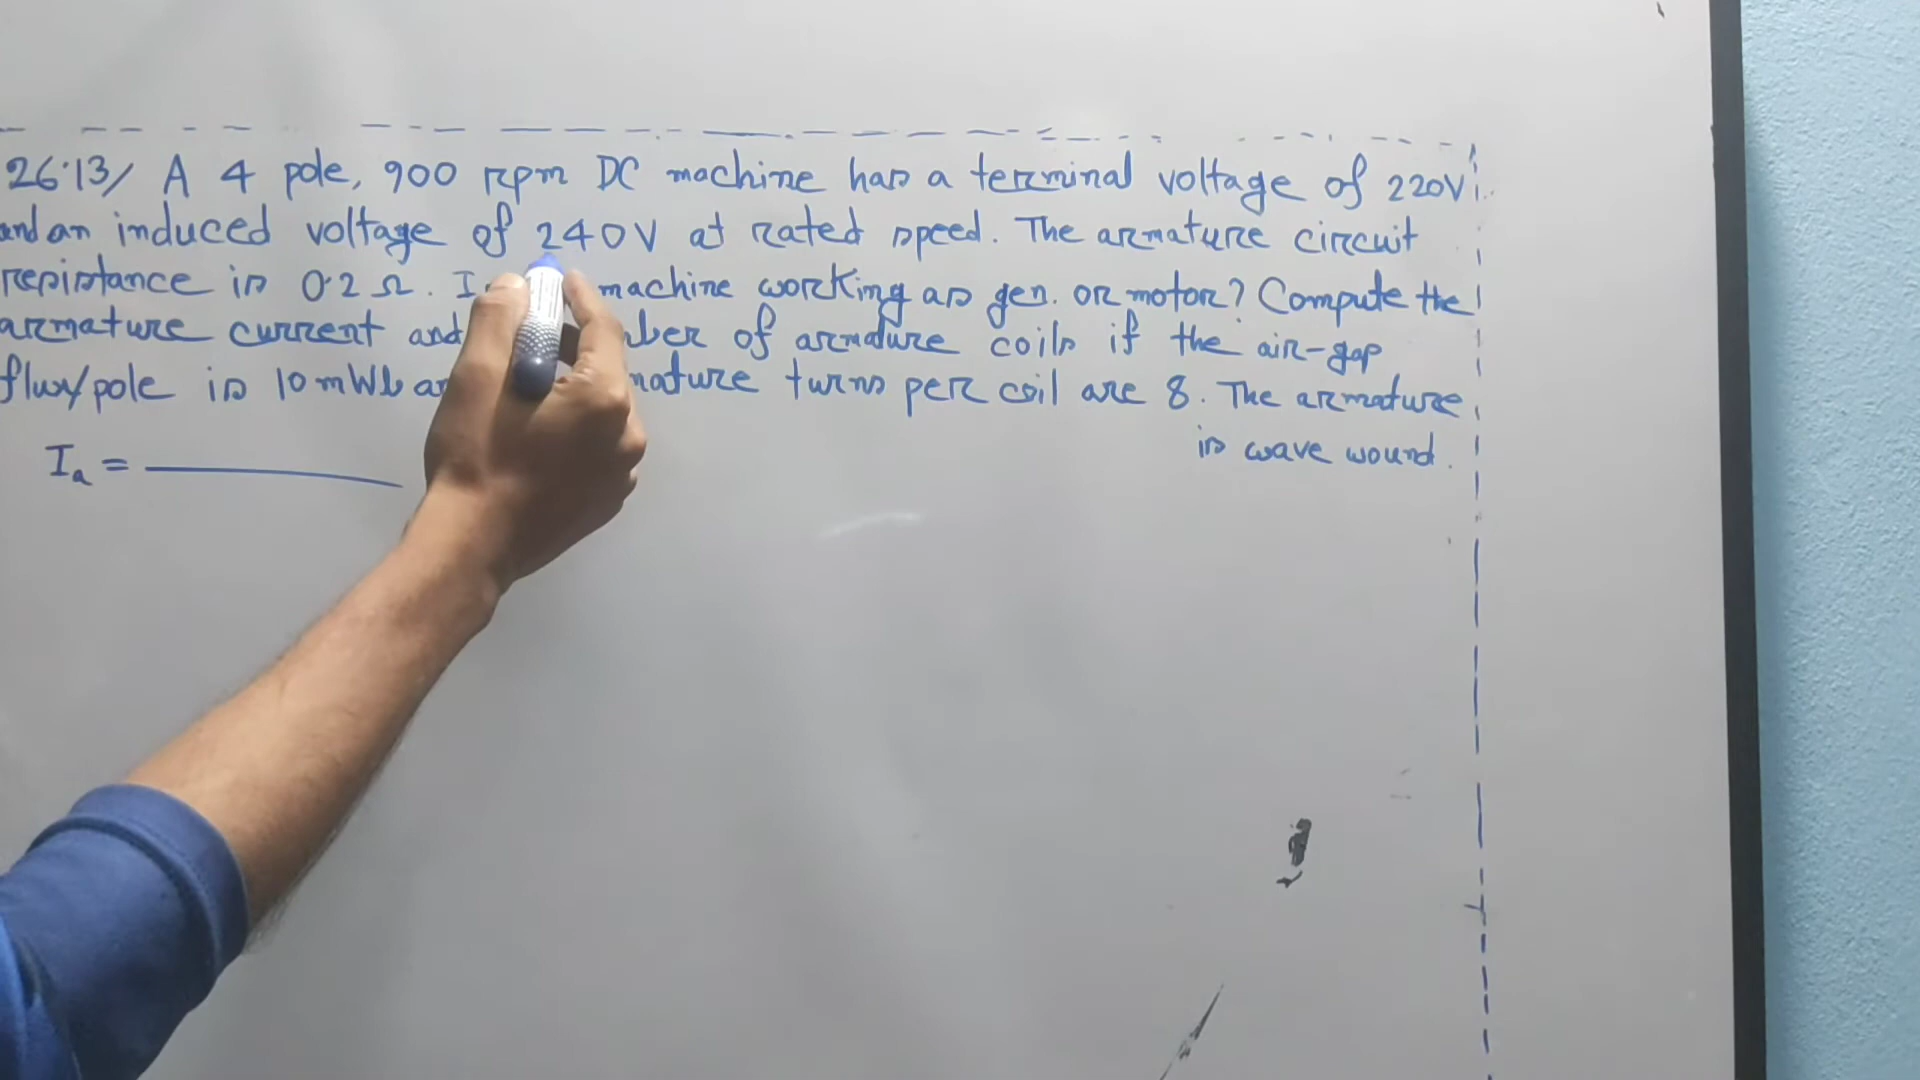 26.13/ A 4 pole, 900 rpm DC machine has a terminal voltage of 220V
and an induced voltage of 240V at rated speed. The armature circuit
resistance is 0.2 Ω. machine working as gen. or motor? Compute the
armature current and of armature coils if the air-gap
flux/pole is 10 mWb turns per coil are 8. The armature
is wave wound.
Ia =